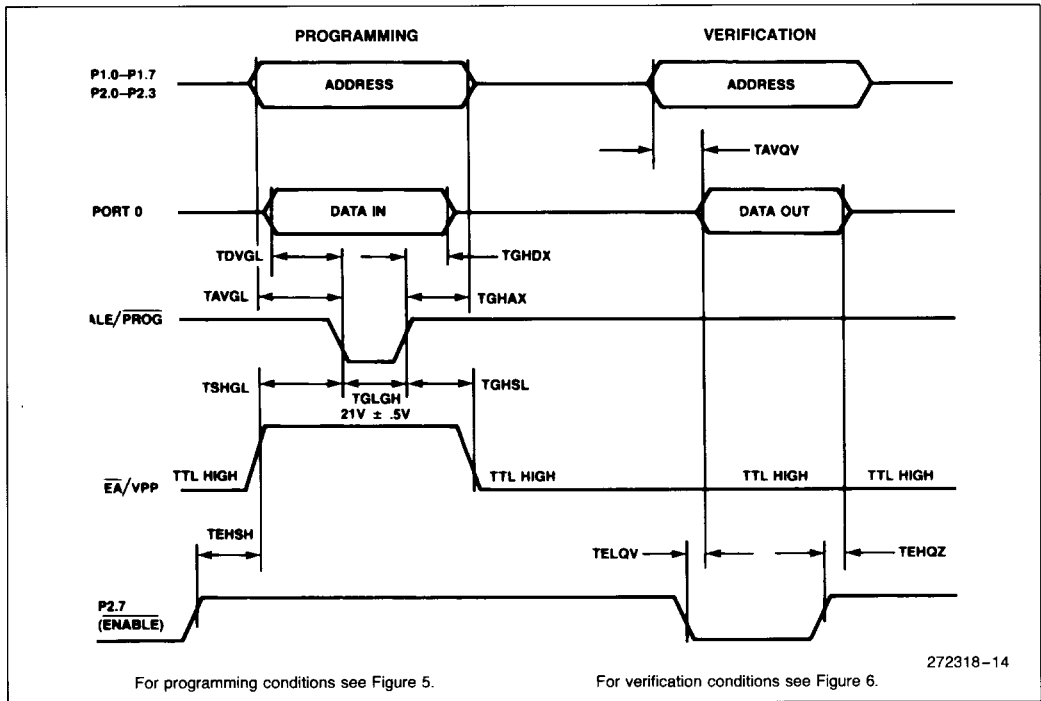 PROGRAMMING VERIFICATION
P1.0–P1.7
P2.0–P2.3
ADDRESS ADDRESS
TAVQV
PORT 0 DATA IN DATA OUT
TDVGL TGHDX
TAVGL TGHAX
ALE/PROG
TSHGL TGLGH TGHSL
21V ± .5V
EA/VPP TTL HIGH TTL HIGH TTL HIGH TTL HIGH
TEHSH TELQV TEHQZ
P2.7
(ENABLE)
272318–14
For programming conditions see Figure 5. For verification conditions see Figure 6.